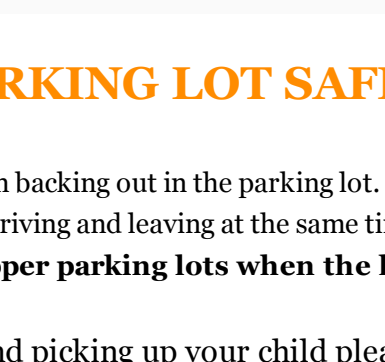 RKING LOT SAF
backing out in the parking lot.
riving and leaving at the same ti
per parking lots when the
nd picking up your child plea